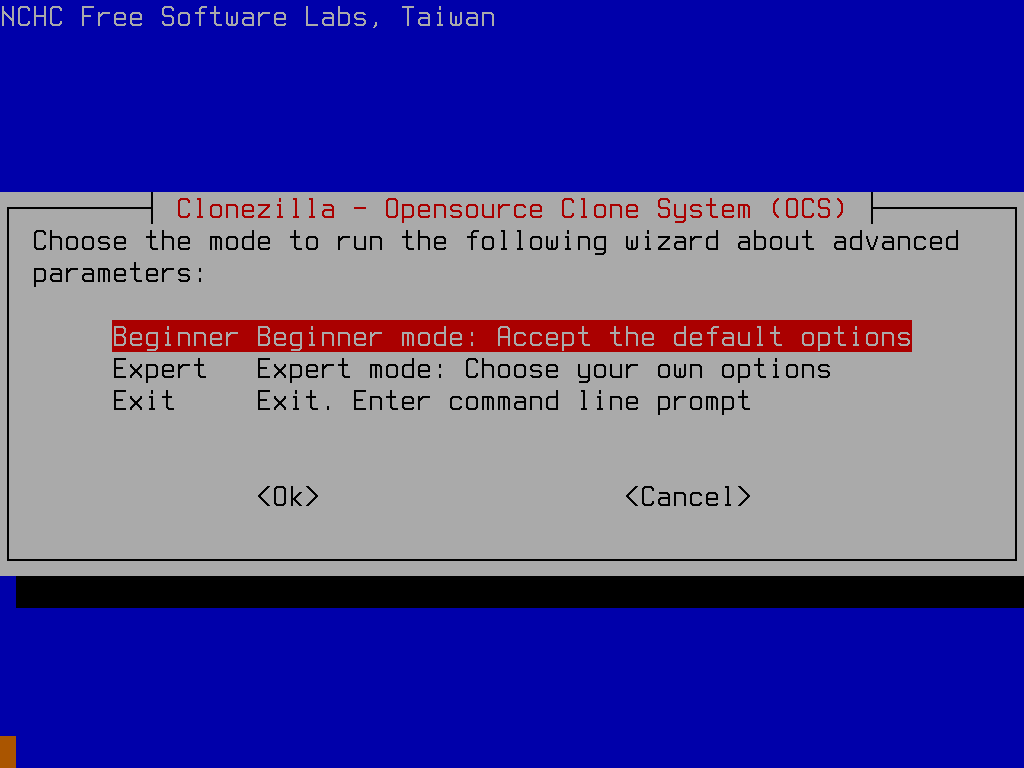 NCHC Free Software Labs, Taiwan
Clonezilla - Opensource Clone System (OCS)
Choose the mode to run the following wizard about advanced
parameters:
Beginner Beginner mode: Accept the default options
Expert Expert mode: Choose your own options
Exit Exit. Enter command line prompt
<Ok> <Cancel>